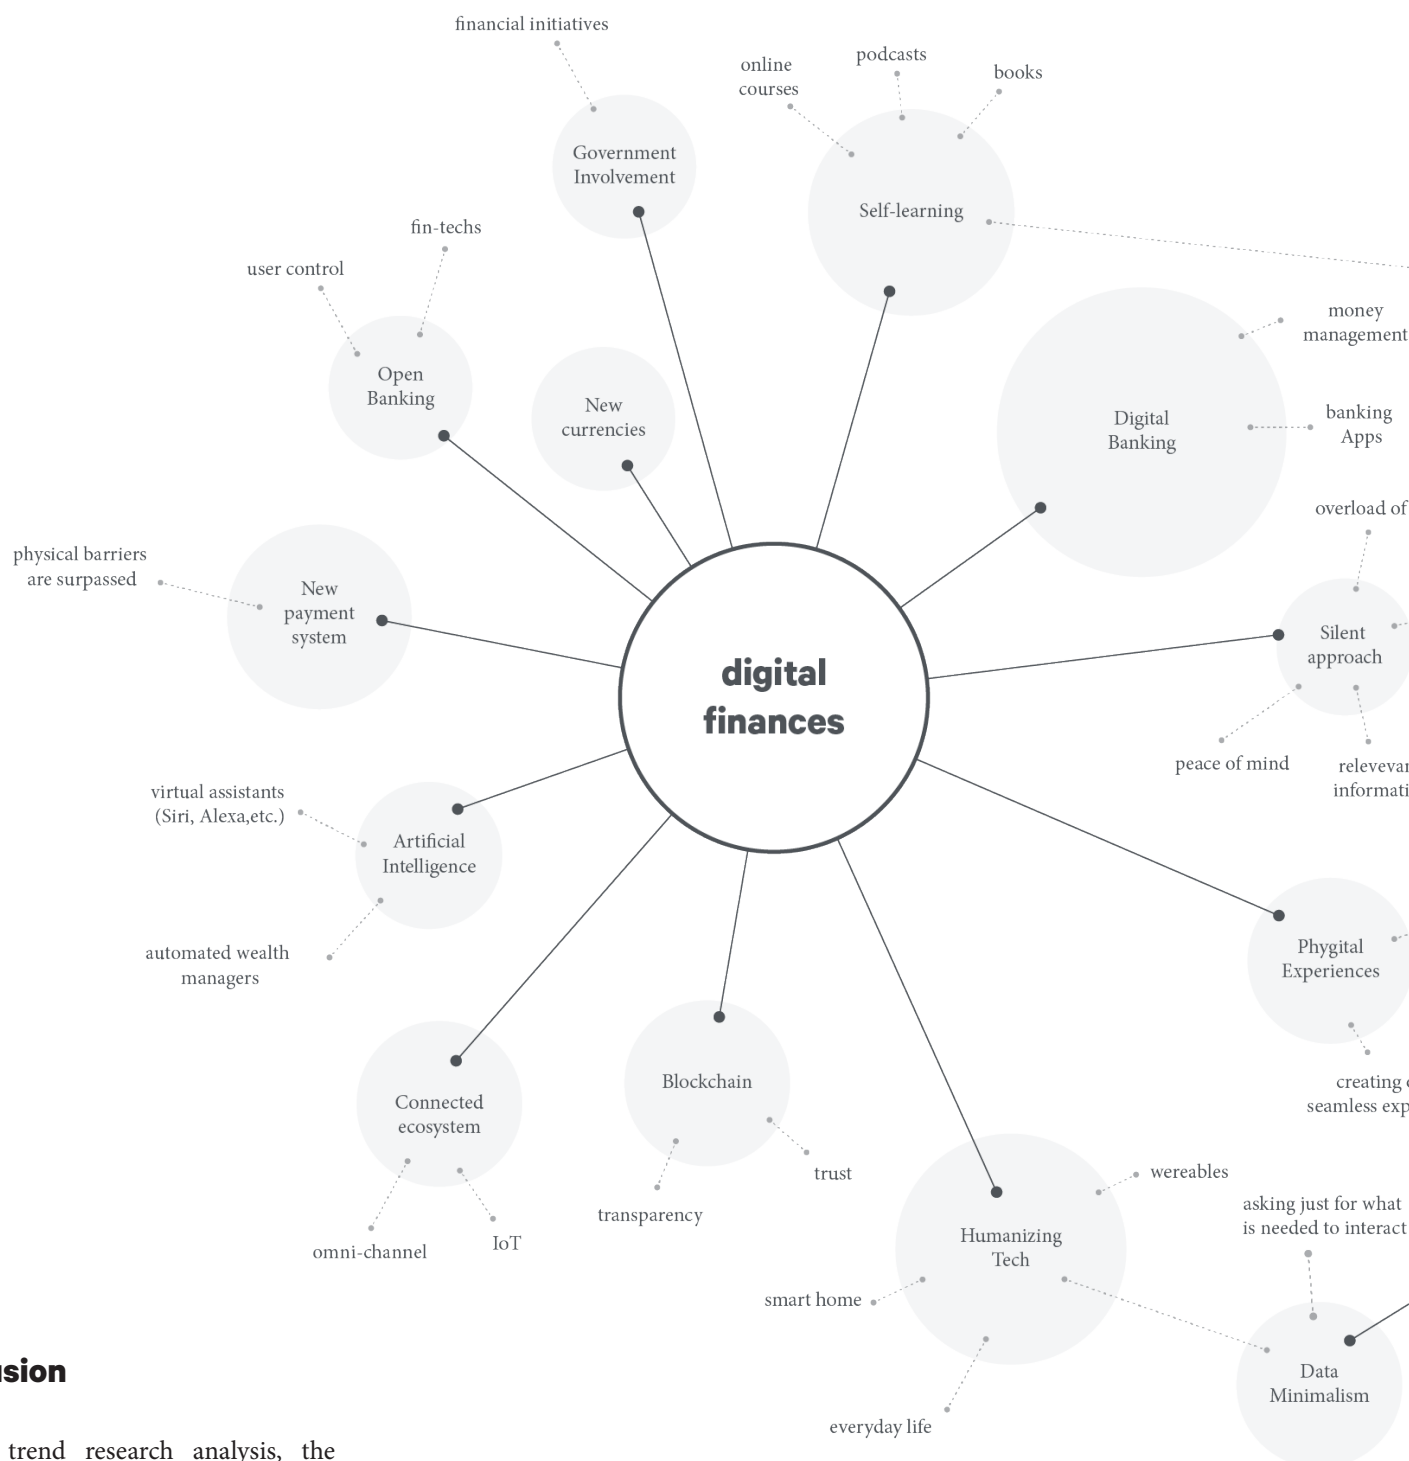 financial initiatives
podcasts
online
courses
books
Government
Involvement
Self-learning
fin-techs
user control
money
management
Open
Banking
New
currencies
Digital
Banking
banking
Apps
overload of
physical barriers
are surpassed
New
payment
system
Silent
approach
digital
finances
peace of mind
virtual assistants
(Siri, Alexa,etc.)
Artificial
Intelligence
automated wealth
managers
Phygital
Experiences
creating
seamless exp
Connected
ecosystem
Blockchain
trust
transparency
omni-channel
IoT
wereables
asking just for what
is needed to interact
Humanizing
Tech
smart home
everyday life
Data
Minimalism
trend research analysis, the